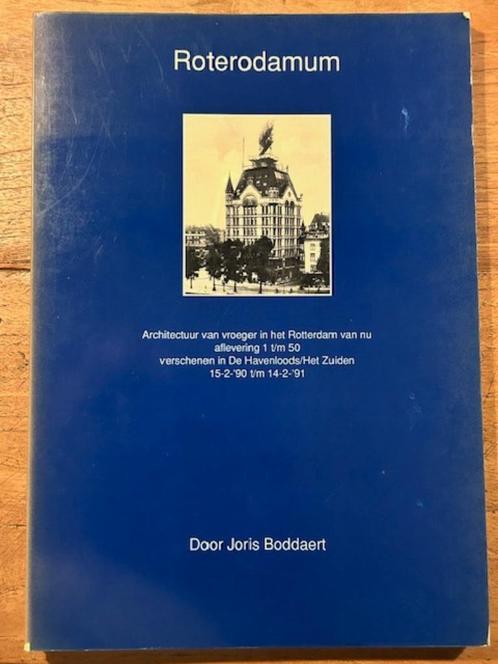 Roterodamum
Architectuur van vroeger in het Rotterdam van nu
aflevering 1 t/m 50
verschenen in De Havenloods/Het Zuiden
15-2-'90 t/m 14-2-'91
Door Joris Boddaert